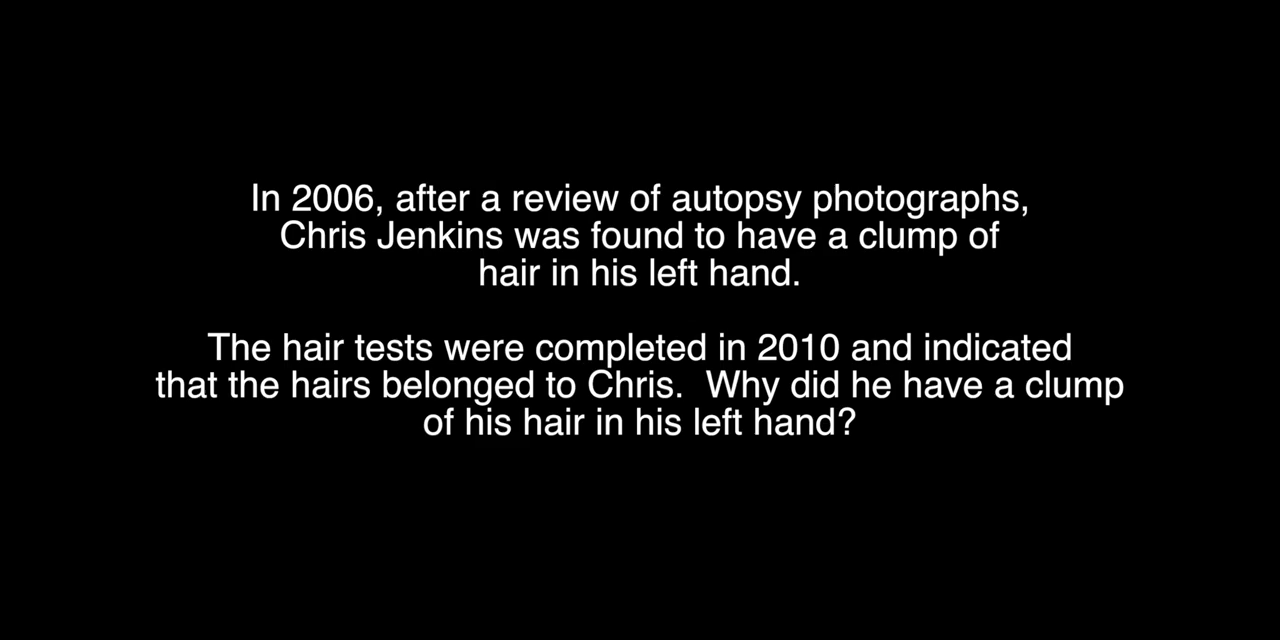 In 2006, after a review of autopsy photographs,
Chris Jenkins was found to have a clump of
hair in his left hand.
The hair tests were completed in 2010 and indicated
that the hairs belonged to Chris.  Why did he have a clump
of his hair in his left hand?